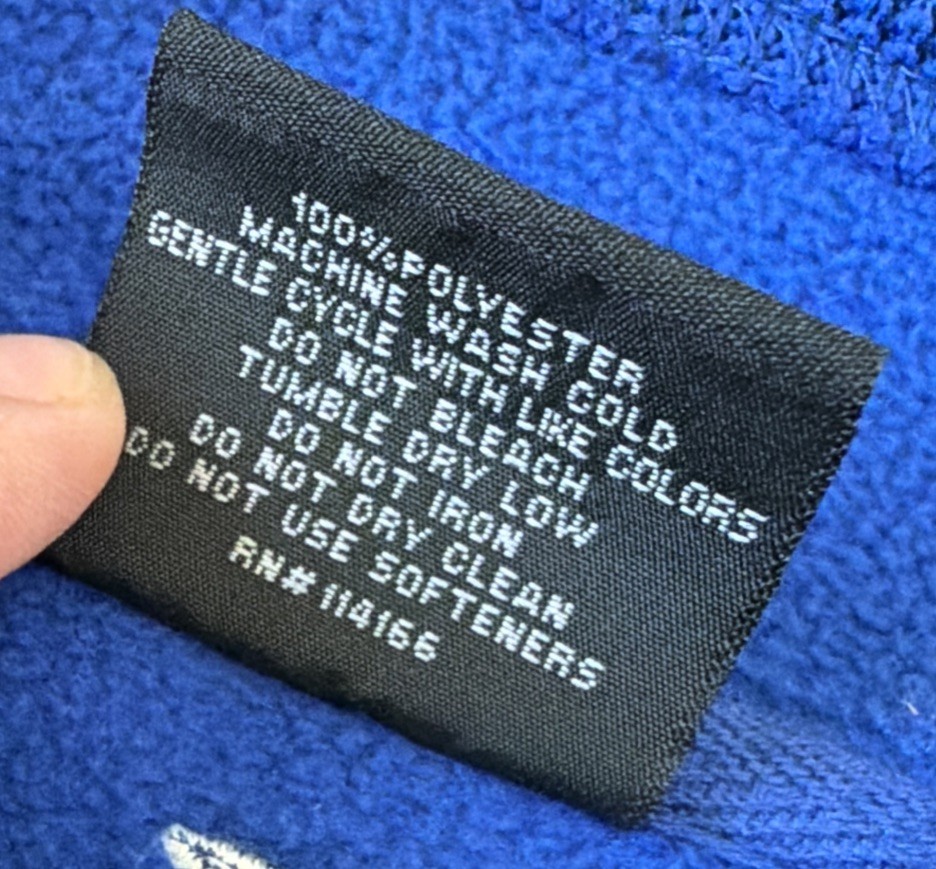 100%POLYESTER
MACHINE WASH COLD
GENTLE CYCLE WITH LIKE COLORS
DO NOT BLEACH
TUMBLE DRY LOW
DO NOT IRON
DO NOT DRY CLEAN
DO NOT USE SOFTENERS
RN# 114166